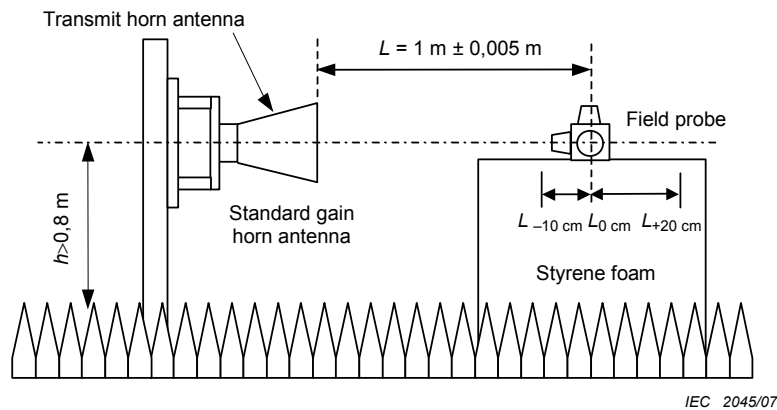 Transmit horn antenna
L = 1 m ± 0,005 m
Field probe
h>0,8 m
Standard gain
horn antenna
L –10 cm L0 cm L+20 cm
Styrene foam
IEC 2045/07